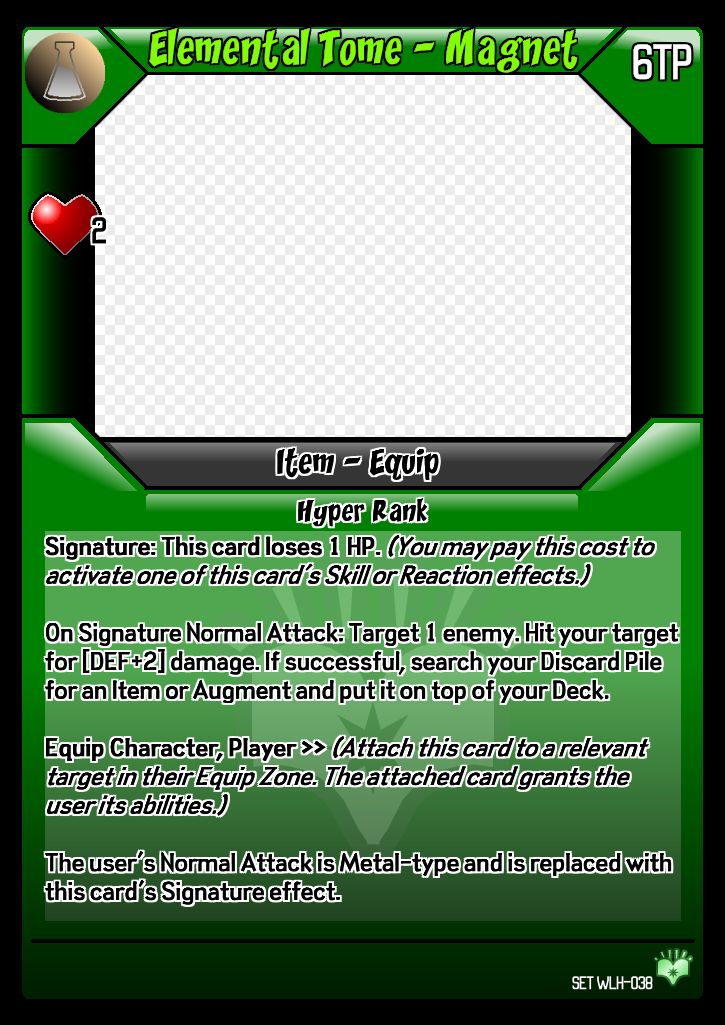 Elemental Tome - Magnet
6TP
2
Item - Equip
Hyper Rank
Signature: This card loses 1 HP. (You may pay this cost to
activate one of this card's Skill or Reaction effects.)
On Signature Normal Attack: Target 1 enemy. Hit your target
for [DEF+2] damage. If successful, search your Discard Pile
for an Item or Augment and put it on top of your Deck.
Equip Character, Player >> (Attach this card to a relevant
target in their Equip Zone. The attached card grants the
user its abilities.)
The user's Normal Attack is Metal-type and is replaced with
this card's Signature effect.
SET WLH-038